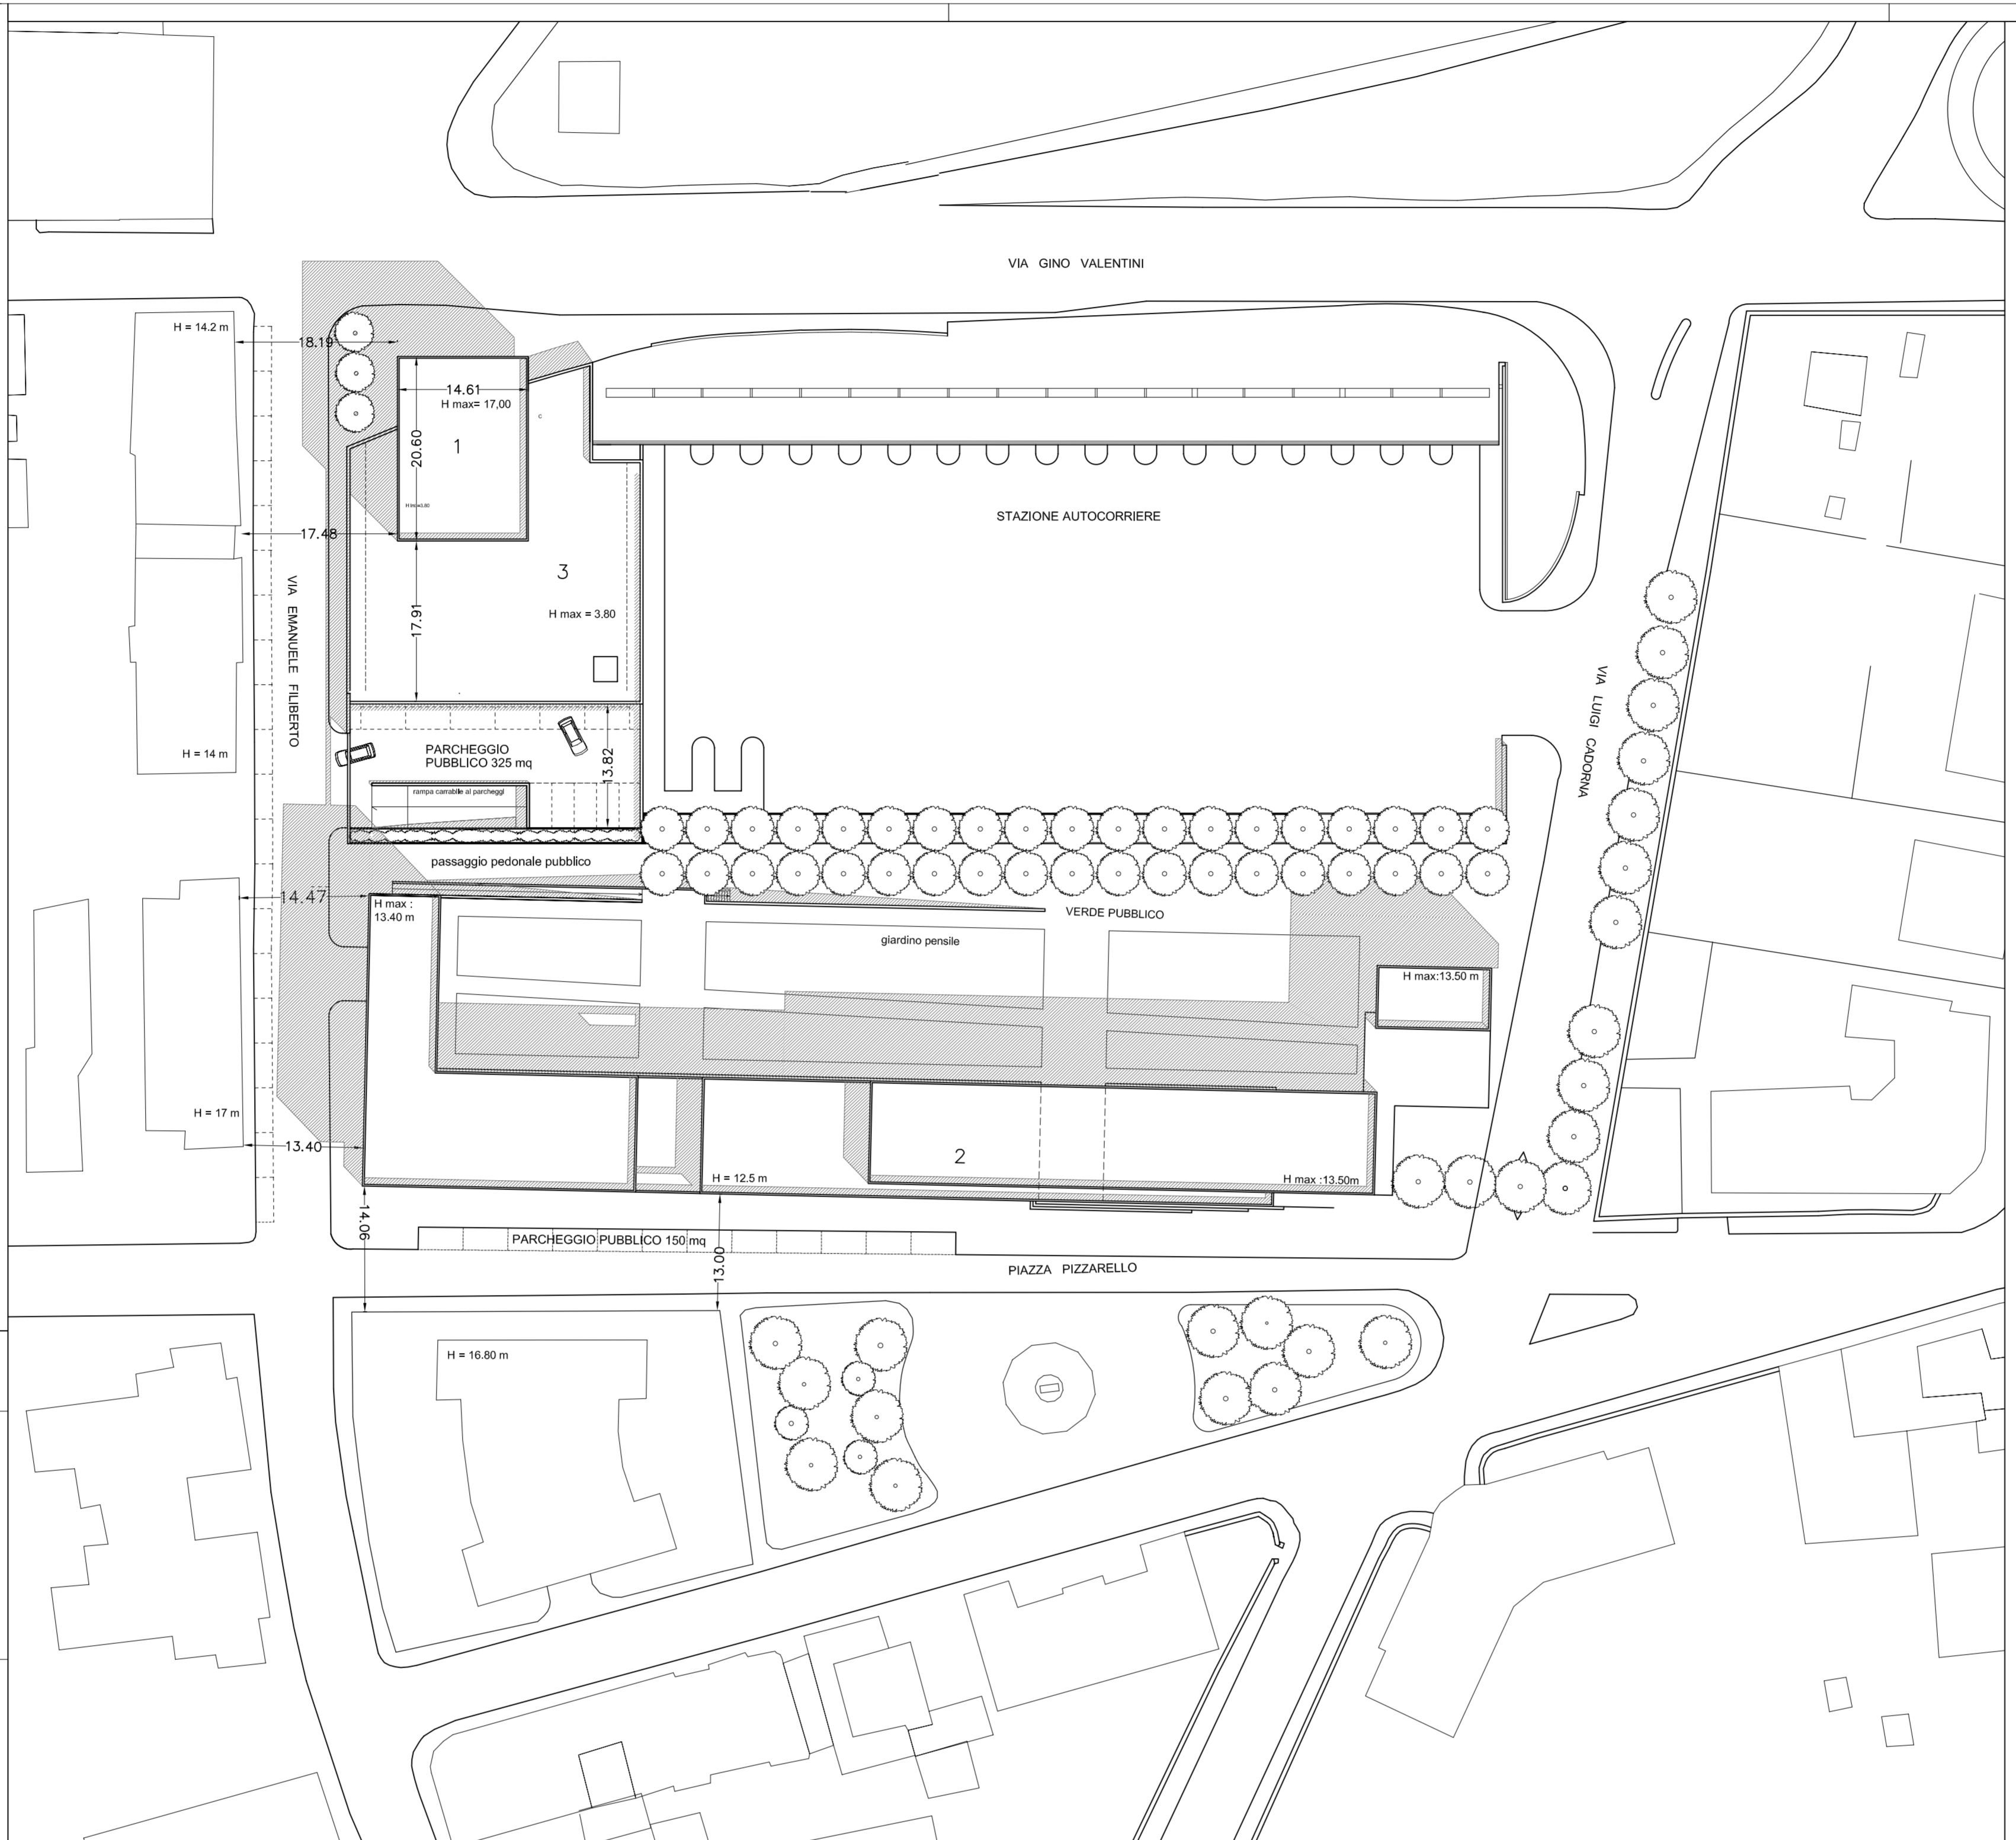 VIA GINO VALENTINI
H = 14.2 m
18.19
14.61
H max= 17,00
1
20.60
17.48
STAZIONE AUTOCORRIERE
3
H max = 3.80
17.91
VIA EMANUELE FILIBERTO
VIA LUIGI CADORNA
H = 14 m
PARCHEGGIO
PUBBLICO 325 mq
13.82
rampa carrabile al parcheggi
passaggio pedonale pubblico
14.47
H max :
13.40 m
VERDE PUBBLICO
giardino pensile
H max:13.50 m
H = 17 m
13.40
2
H = 12.5 m
H max :13.50m
14.06
PARCHEGGIO PUBBLICO 150 mq
13.00
PIAZZA PIZZARELLO
H = 16.80 m